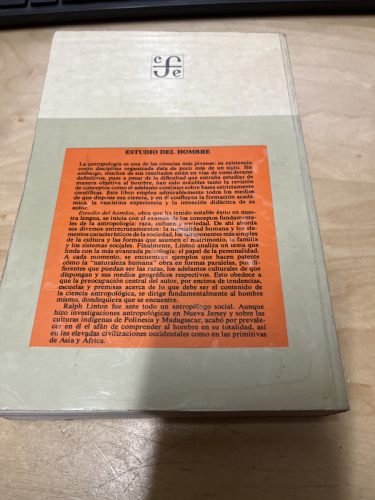 c
f
e
ESTUDIO DEL HOMBRE
La antropología es una de las ciencias más jóvenes: su existencia
como disciplina organizada data de poco más de un siglo. Sin
embargo, muchos de sus resultados están en vías de considerarse
definitivos, pues a pesar de la dificultad que entraña estudiar de
manera objetiva al hombre, han sido notables tanto la revisión
de conceptos como el adelanto continuo sobre bases estrictamente
científicas. Este libro emplea admirablemente todos los medios
de que dispone esa ciencia, y en él confluyen la formación acadé-
mica, la vastísima experiencia y la intención didáctica de su
autor.
Estudio del hombre, obra que ha tenido notable éxito en nues-
tra lengua, se inicia con el examen de los conceptos fundamenta-
les de la antropología: raza, cultura y sociedad. De ahí aborda
sus diversos entrecruzamientos: la mentalidad humana y los ele-
mentos característicos de la sociedad, los componentes más simples
de la cultura y las formas que asumen el matrimonio, la familia
y los sistemas sociales. Finalmente, Linton analiza un tema que
linda con la más avanzada psicología: el papel de la personalidad.
A cada momento, se encuentran ejemplos que hacen patente
cómo la "naturaleza humana" obra en formas paralelas, por di-
ferentes que puedan ser las razas, los adelantos culturales de que
dispongan y sus medios geográficos respectivos. Esto obedece a
que la preocupación central del autor, por encima de tendencias,
escuelas y premisas acerca de lo que debe ser el contenido de
la ciencia antropológica, se dirige fundamentalmente al hombre
mismo, dondequiera que se encuentre.
Ralph Linton fue ante todo un antropólogo social. Aunque
hizo investigaciones antropológicas en Nueva Jersey y sobre las
culturas indígenas de Polinesia y Madagascar, acabó por prevale-
cer en él el afán de comprender al hombre en su totalidad, así
en las elevadas civilizaciones occidentales como en las primitivas
de Asia y África.